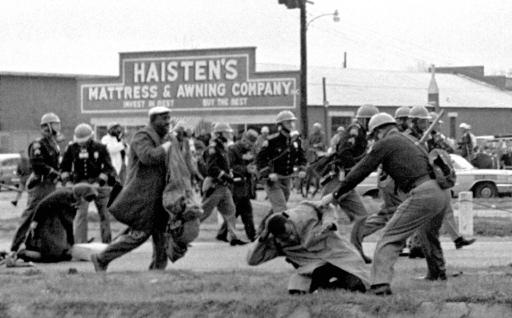 HAISTEN'S
MATTRESS & AWNING COMPANY
INVEST IN REST BUY THE BEST